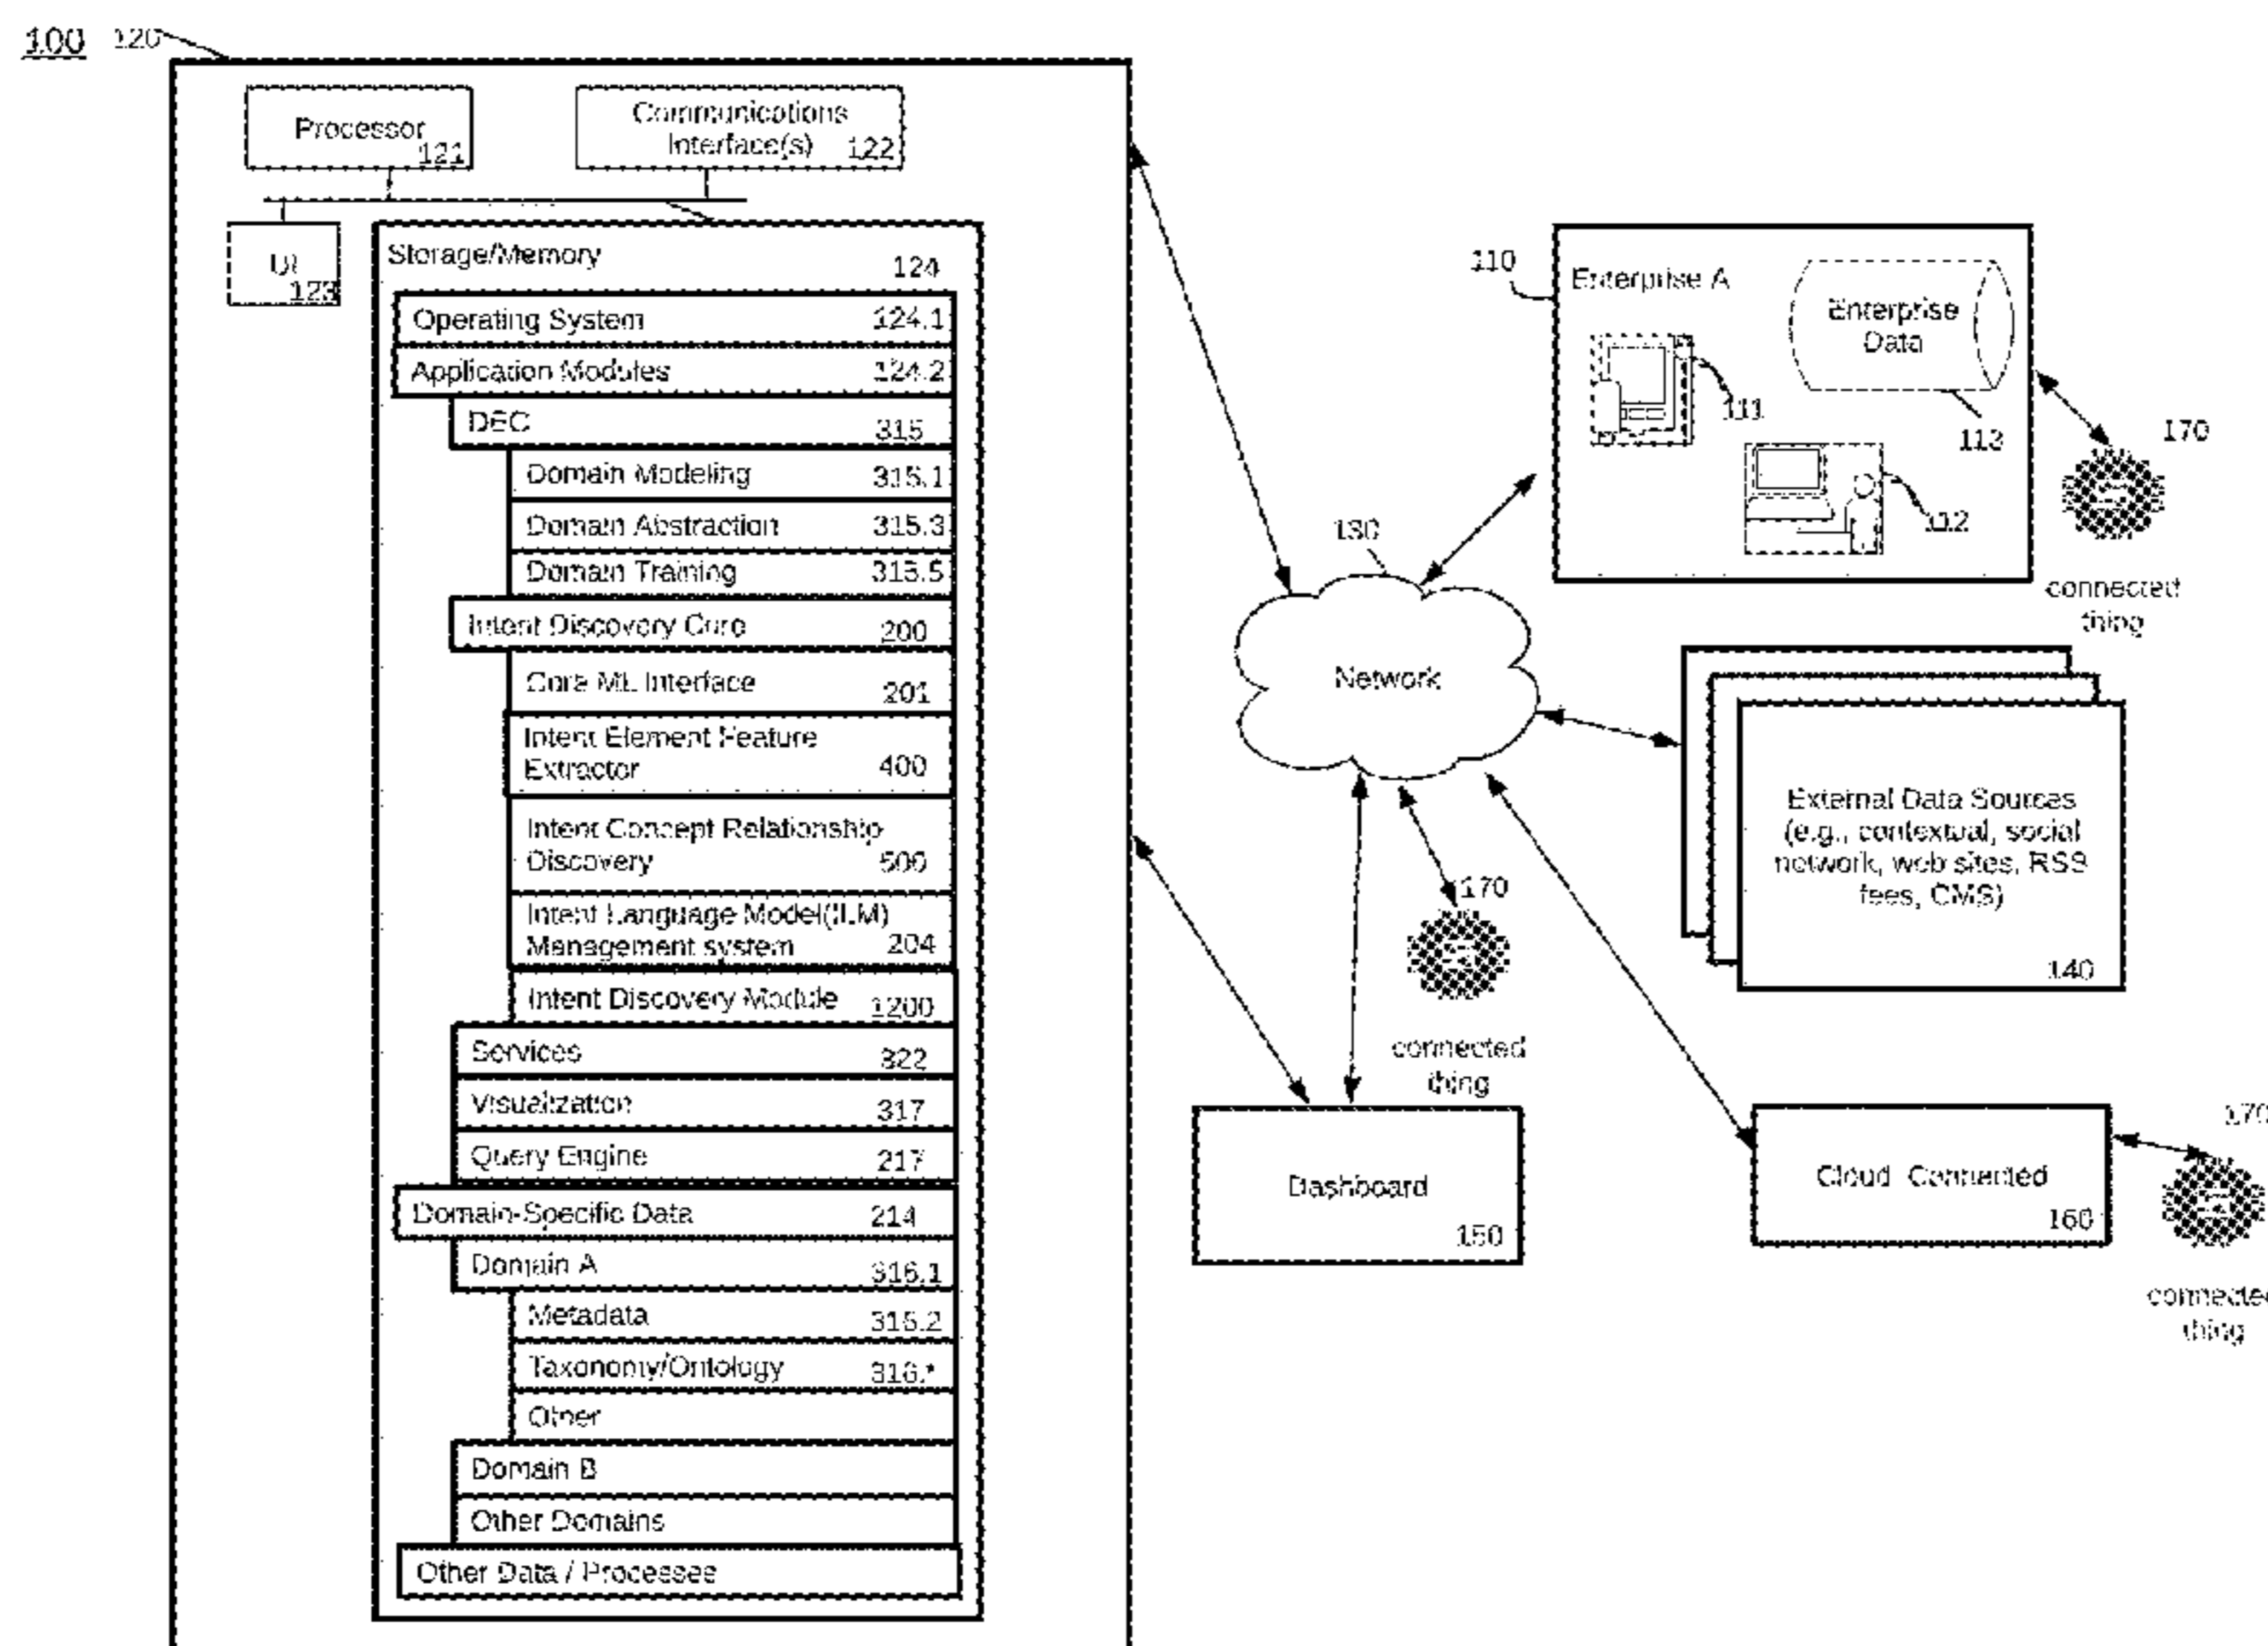 100 120
Processor
121
Communications
Interface(s) 122
UI
123
Storage/Memory
124
Operating System 124.1
Application Modules 124.2
DEC 315
Domain Modeling 315.1
Domain Abstraction 315.3
Domain Training 315.5
Intent Discovery Core 200
Core ML Interface 201
Intent Element Feature
Extractor 400
Intent Concept Relationship
Discovery 500
Intent Language Model(ILM)
Management system 204
Intent Discovery Module 1200
Services 322
Visualization 317
Query Engine 217
Domain-Specific Data 214
Domain A 316.1
Metadata 316.2
Taxonomy/Ontology 316.*
Other
Domain B
Other Domains
Other Data / Processes
110
Enterprise A
Enterprise
Data
111
113
112
170
connected
thing
130
Network
External Data Sources
(e.g., contextual, social
network, web sites, RSS
fees, CMS)
140
170
connected
thing
Dashboard
150
Cloud Connected
160
170
connected
thing